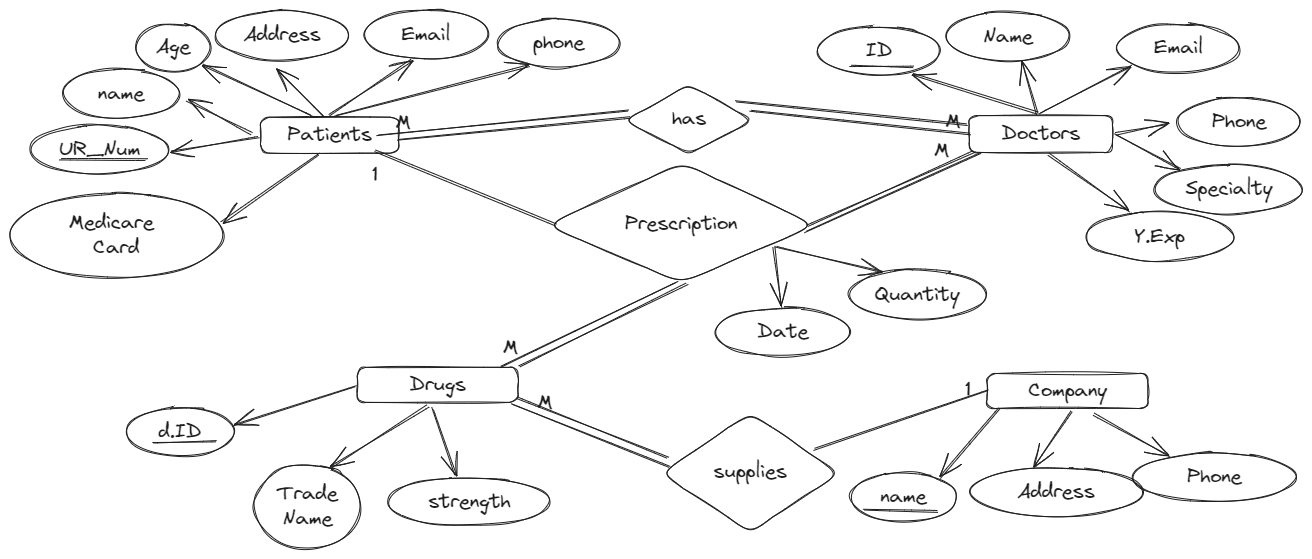 Age
Address
Email
phone
ID
Name
Email
name
UR_Num
Patients
M
has
M
Doctors
Phone
1
M
Specialty
Medicare
Card
Prescription
Y.Exp
Quantity
Date
M
Drugs
M
1
Company
d.ID
Trade
Name
strength
supplies
name
Address
Phone